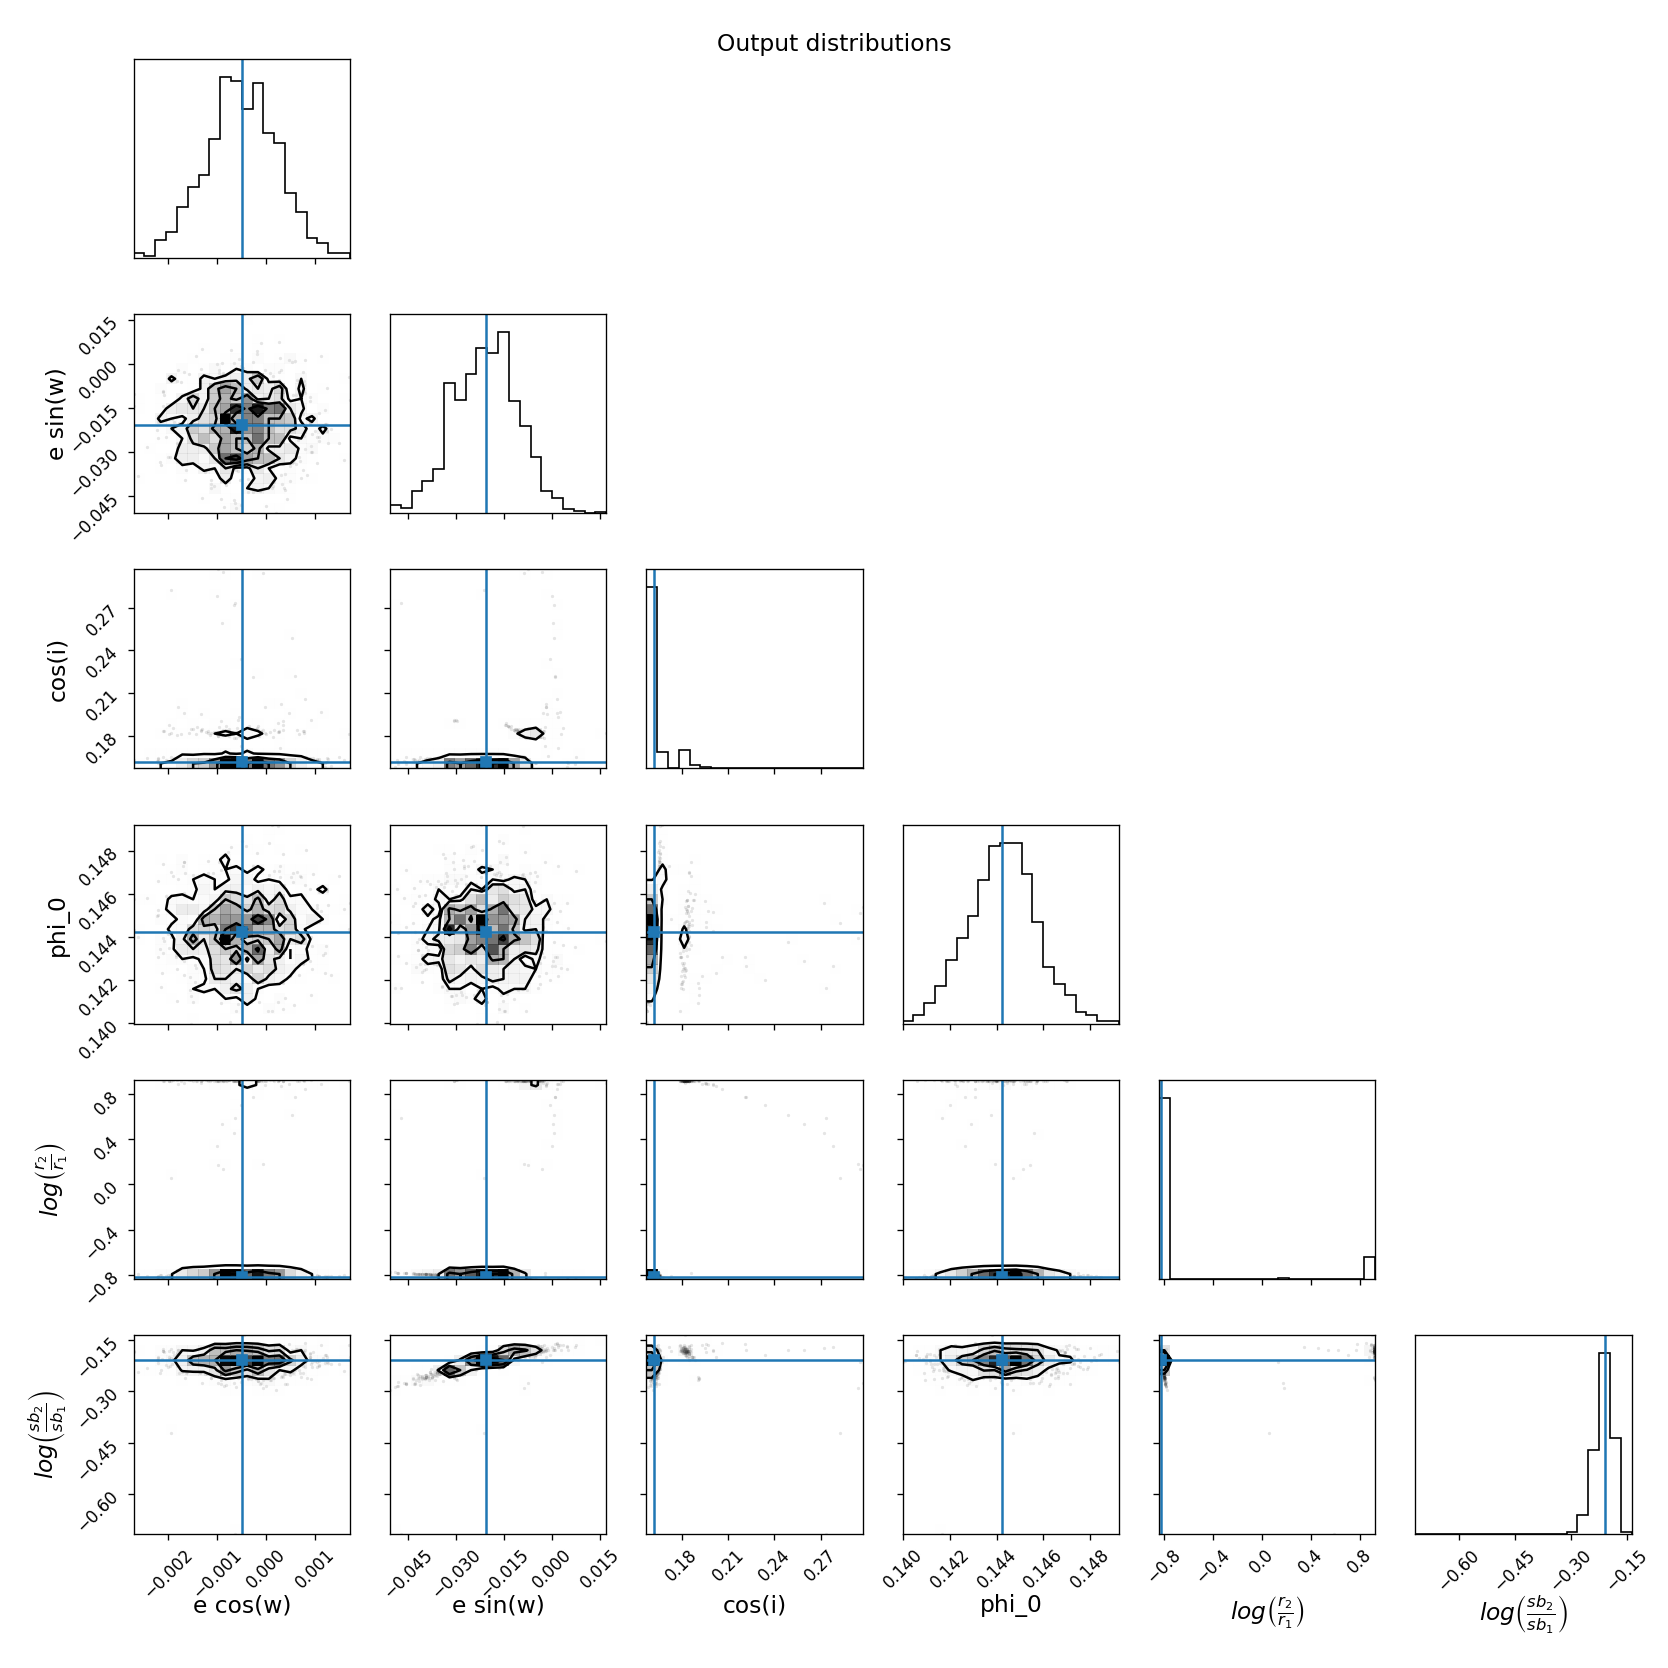 Output distributions
0.015
0.000
−0.015
−0.030
−0.045
e sin(w)
0.27
0.24
0.21
0.18
cos(i)
0.148
0.146
0.144
0.142
0.140
phi_0
0.8
0.4
0.0
−0.4
−0.8
log(r2/r1)
−0.15
−0.30
−0.45
−0.60
log(sb2/sb1)
−0.002 −0.001 0.000 0.001
e cos(w)
−0.045 −0.030 −0.015 0.000 0.015
e sin(w)
0.18 0.21 0.24 0.27
cos(i)
0.140 0.142 0.144 0.146 0.148
phi_0
−0.8 −0.4 0.0 0.4 0.8
log(r2/r1)
−0.60 −0.45 −0.30 −0.15
log(sb2/sb1)